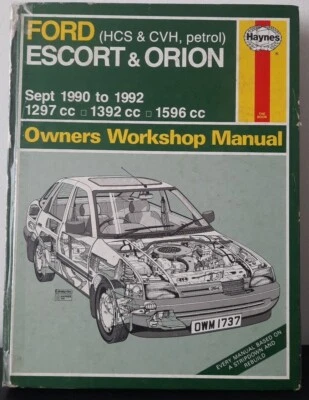 FORD (HCS & CVH, petrol)
ESCORT & ORION
Haynes
Sept 1990 to 1992
1297 cc □ 1392 cc □ 1596 cc
Owners Workshop Manual
OWM 1737
EVERY MANUAL BASED ON
A STRIPDOWN AND
REBUILD